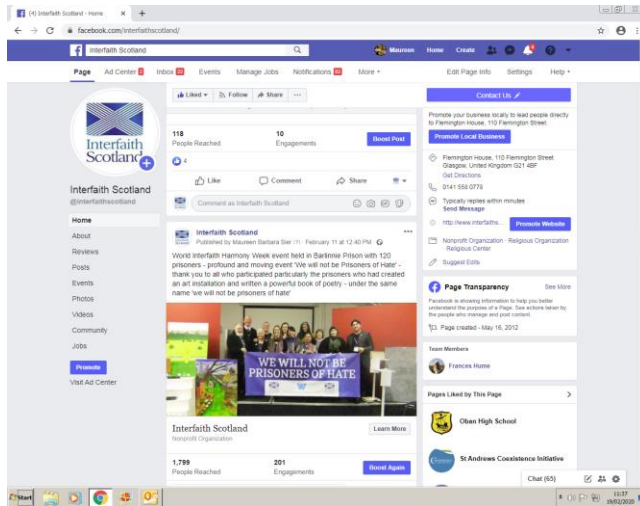 (4) Interfaith Scotland - Home
facebook.com/interfaithscotland/
Interfaith Scotland
Maureen Home Create
Page Ad Center Inbox Events Manage Jobs Notifications More Edit Page Info Settings Help
Liked Follow Share
Contact Us
Interfaith
Scotland
Interfaith Scotland
@interfaithscotland
Home
About
Reviews
Posts
Events
Photos
Videos
Community
Jobs
Promote
Visit Ad Center
118
People Reached
10
Engagements
Boost Post
4
Like Comment Share
Comment as Interfaith Scotland
Interfaith Scotland
Published by Maureen Barbara Sier [?] · February 11 at 12:40 PM
World Interfaith Harmony Week event held in Barlinnie Prison with 120
prisoners - profound and moving event 'We will not be Prisoners of Hate' -
thank you to all who participated particularly the prisoners who had created
an art installation and written a powerful book of poetry - under the same
name 'we will not be prisoners of hate'
WE WILL NOT BE
PRISONERS OF HATE
Interfaith Scotland
Nonprofit Organization
Learn More
1,799
People Reached
201
Engagements
Boost Again
Promote your business locally to lead people directly
to Flemington House, 110 Flemington Street.
Promote Local Business
Flemington House, 110 Flemington Street
Glasgow, United Kingdom G21 4BF
Get Directions
0141 558 0778
Typically replies within minutes
Send Message
http://www.interfaiths...
Promote Website
Nonprofit Organization · Religious Organization
· Religious Center
Suggest Edits
Page Transparency See More
Facebook is showing information to help you better
understand the purpose of a Page. See actions taken by
the people who manage and post content.
Page created - May 16, 2012
Team Members
Frances Hume
Pages Liked by This Page
Oban High School
St Andrews Coexistence Initiative
Chat (65)
Start
11:37
19/02/2020